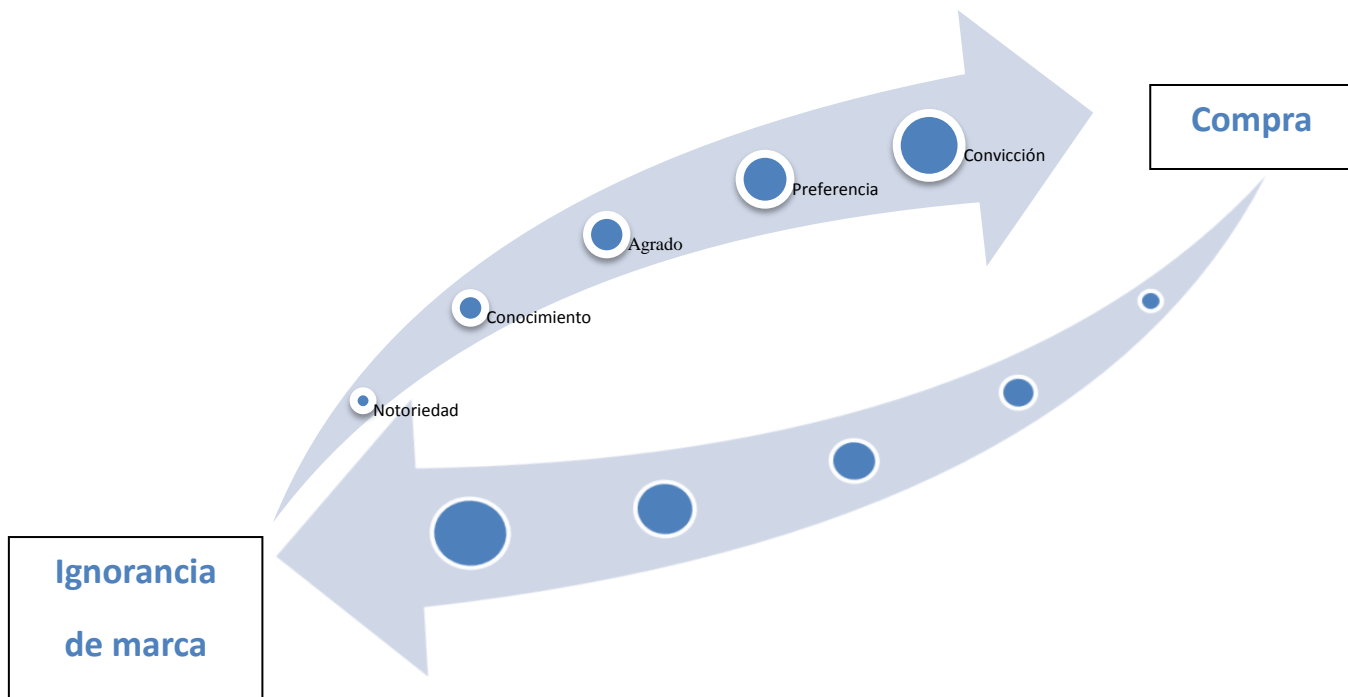 Compra
Convicción
Preferencia
Agrado
Conocimiento
Notoriedad
Ignorancia
de marca